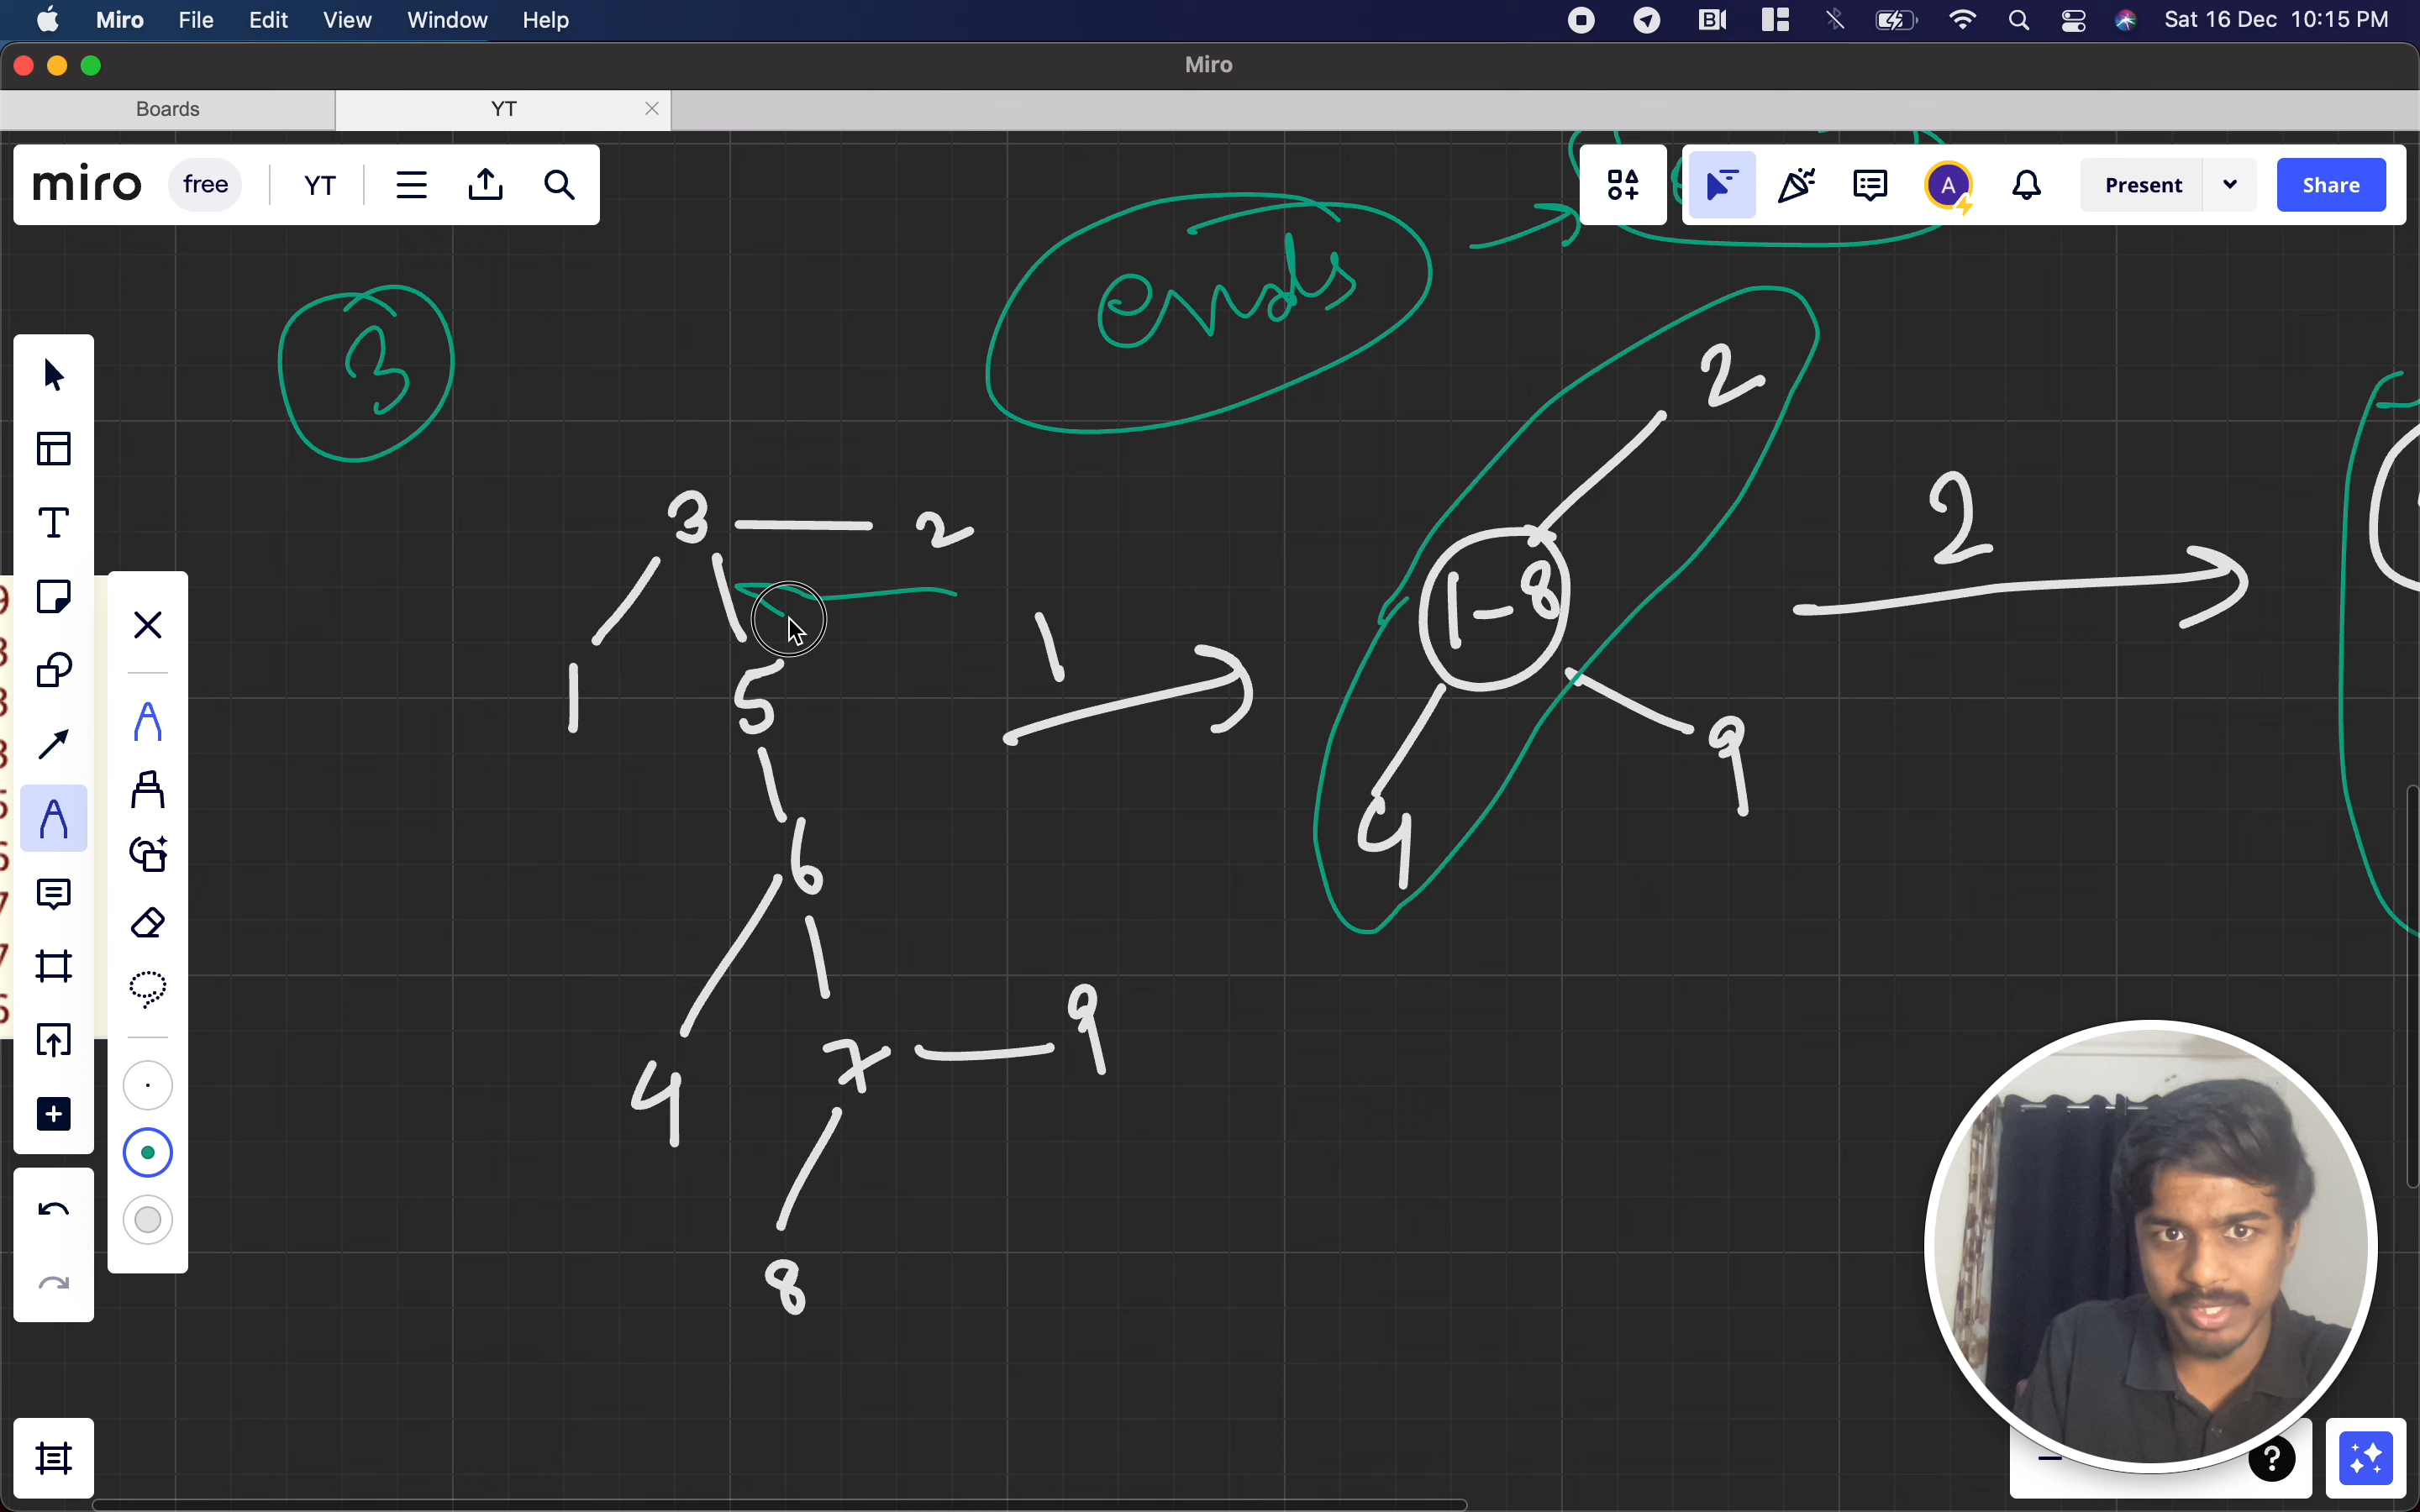 Miro File Edit View Window Help Sat 16 Dec 10:15 PM
Miro
Boards YT
miro free YT Present Share
A
ends
3
2
3 2
2
1
1-8
1 5
9
6
4
4 7 9
8
?